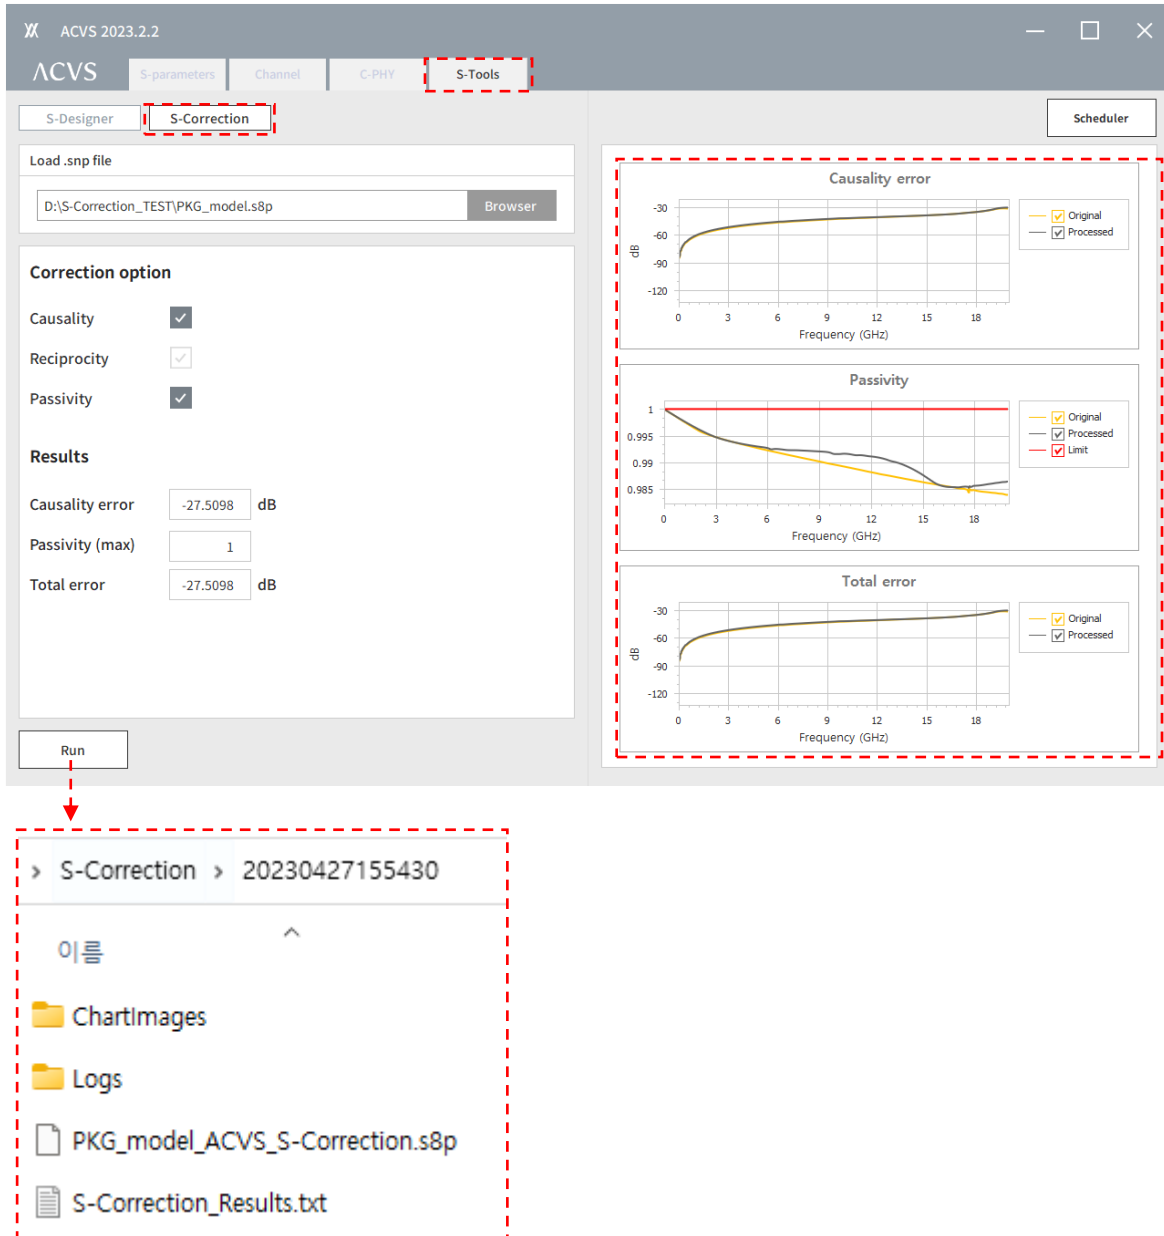 ACVS 2023.2.2
ACVS
S-parameters
Channel
C-PHY
S-Tools
S-Designer
S-Correction
Scheduler
Load .snp file
D:\S-Correction_TEST\PKG_model.s8p
Browser
Correction option
Causality
Reciprocity
Passivity
Results
Causality error -27.5098 dB
Passivity (max) 1
Total error -27.5098 dB
Run
Causality error
-30
-60
-90
-120
dB
0 3 6 9 12 15 18
Frequency (GHz)
Original
Processed
Passivity
1
0.995
0.99
0.985
0 3 6 9 12 15 18
Frequency (GHz)
Original
Processed
Limit
Total error
-30
-60
-90
-120
dB
0 3 6 9 12 15 18
Frequency (GHz)
Original
Processed
> S-Correction > 20230427155430
이름
ChartImages
Logs
PKG_model_ACVS_S-Correction.s8p
S-Correction_Results.txt